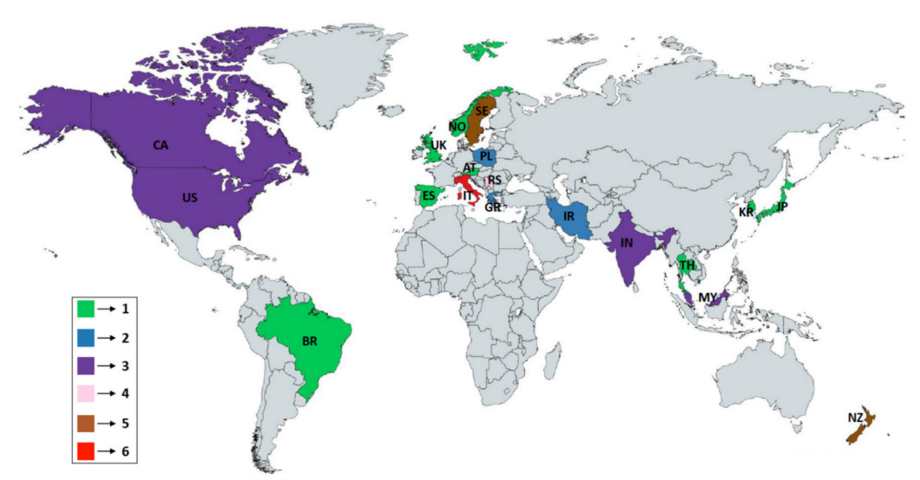 SE
NO
UK
CA
PL
AT
RS
US
ES
IT
GR
IR
KR
JP
IN
TH
MY
1
2
BR
3
4
5
NZ
6